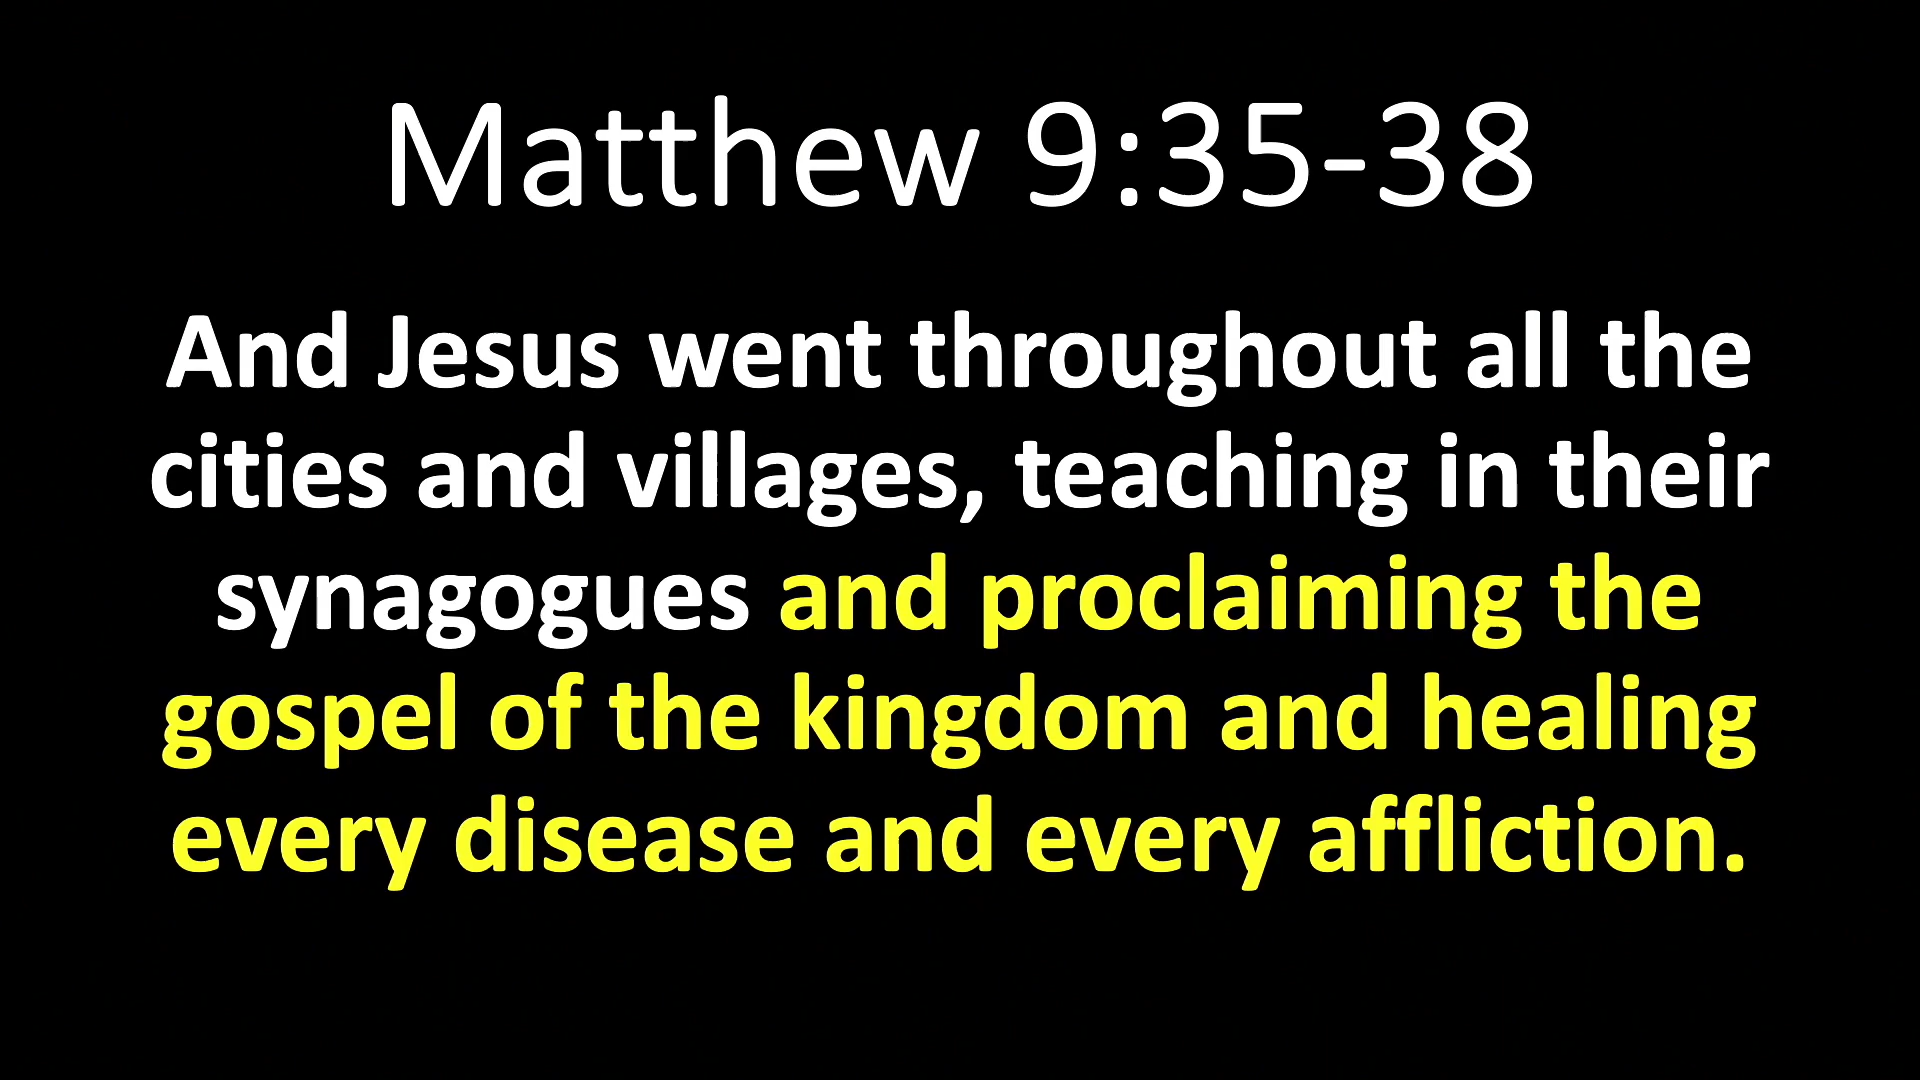 Matthew 9:35-38
And Jesus went throughout all the
cities and villages, teaching in their
synagogues and proclaiming the
gospel of the kingdom and healing
every disease and every affliction.